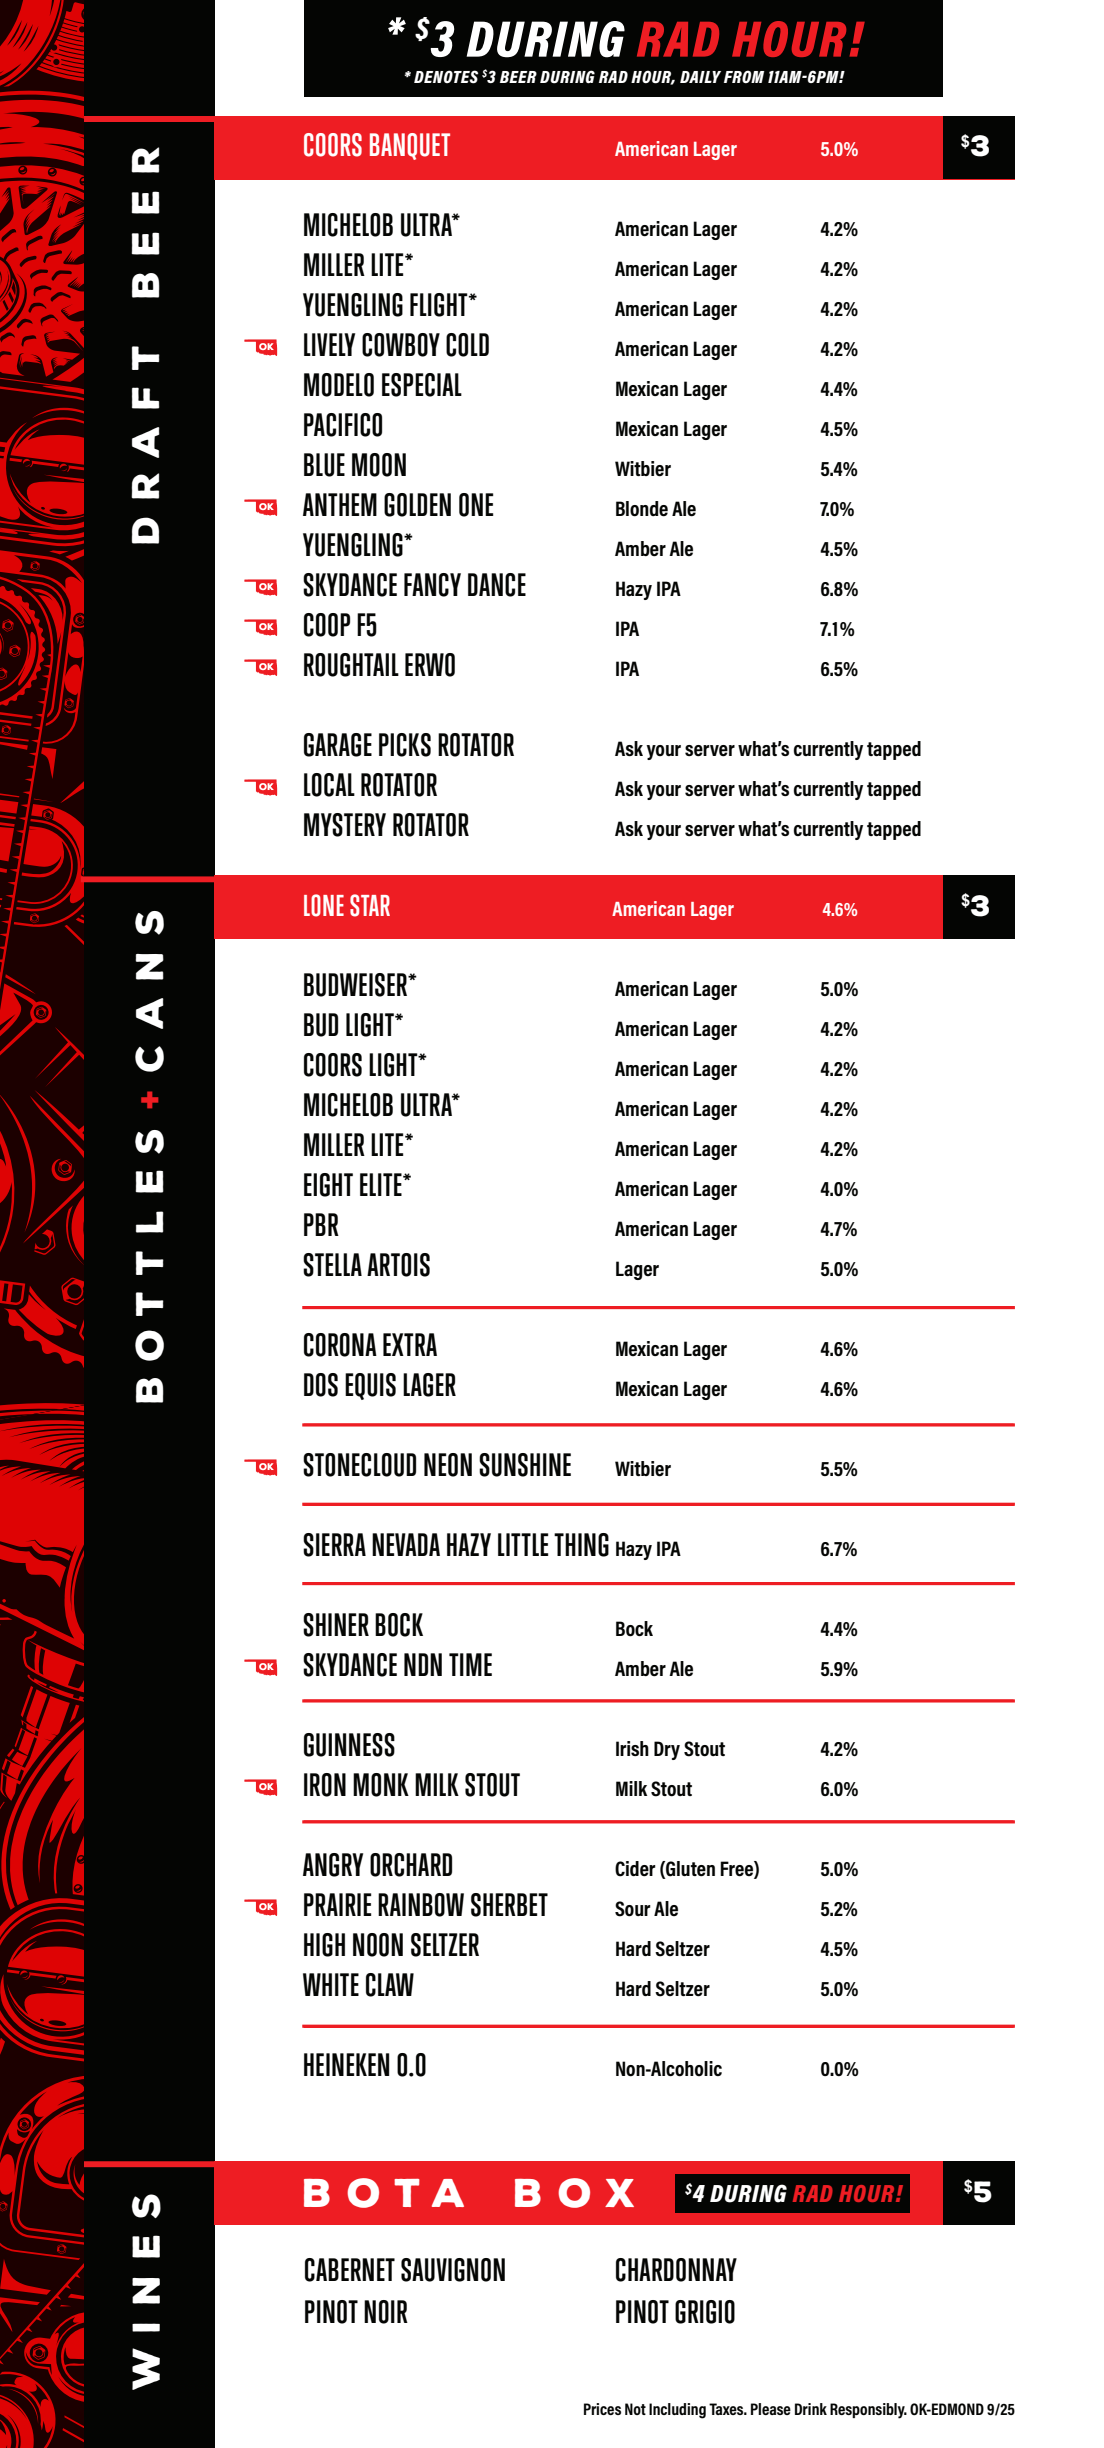 * $3 DURING RAD HOUR!
* DENOTES $3 BEER DURING RAD HOUR, DAILY FROM 11AM-6PM!
DRAFT BEER
COORS BANQUET American Lager 5.0% $3
MICHELOB ULTRA* American Lager 4.2%
MILLER LITE* American Lager 4.2%
YUENGLING FLIGHT* American Lager 4.2%
OK LIVELY COWBOY COLD American Lager 4.2%
MODELO ESPECIAL Mexican Lager 4.4%
PACIFICO Mexican Lager 4.5%
BLUE MOON Witbier 5.4%
OK ANTHEM GOLDEN ONE Blonde Ale 7.0%
YUENGLING* Amber Ale 4.5%
OK SKYDANCE FANCY DANCE Hazy IPA 6.8%
OK COOP F5 IPA 7.1%
OK ROUGHTAIL ERWO IPA 6.5%
GARAGE PICKS ROTATOR Ask your server what's currently tapped
OK LOCAL ROTATOR Ask your server what's currently tapped
MYSTERY ROTATOR Ask your server what's currently tapped
BOTTLES+CANS
LONE STAR American Lager 4.6% $3
BUDWEISER* American Lager 5.0%
BUD LIGHT* American Lager 4.2%
COORS LIGHT* American Lager 4.2%
MICHELOB ULTRA* American Lager 4.2%
MILLER LITE* American Lager 4.2%
EIGHT ELITE* American Lager 4.0%
PBR American Lager 4.7%
STELLA ARTOIS Lager 5.0%
CORONA EXTRA Mexican Lager 4.6%
DOS EQUIS LAGER Mexican Lager 4.6%
OK STONECLOUD NEON SUNSHINE Witbier 5.5%
SIERRA NEVADA HAZY LITTLE THING Hazy IPA 6.7%
SHINER BOCK Bock 4.4%
OK SKYDANCE NDN TIME Amber Ale 5.9%
GUINNESS Irish Dry Stout 4.2%
OK IRON MONK MILK STOUT Milk Stout 6.0%
ANGRY ORCHARD Cider (Gluten Free) 5.0%
OK PRAIRIE RAINBOW SHERBET Sour Ale 5.2%
HIGH NOON SELTZER Hard Seltzer 4.5%
WHITE CLAW Hard Seltzer 5.0%
HEINEKEN 0.0 Non-Alcoholic 0.0%
WINES
BOTA BOX $4 DURING RAD HOUR! $5
CABERNET SAUVIGNON CHARDONNAY
PINOT NOIR PINOT GRIGIO
Prices Not Including Taxes. Please Drink Responsibly. OK-EDMOND 9/25